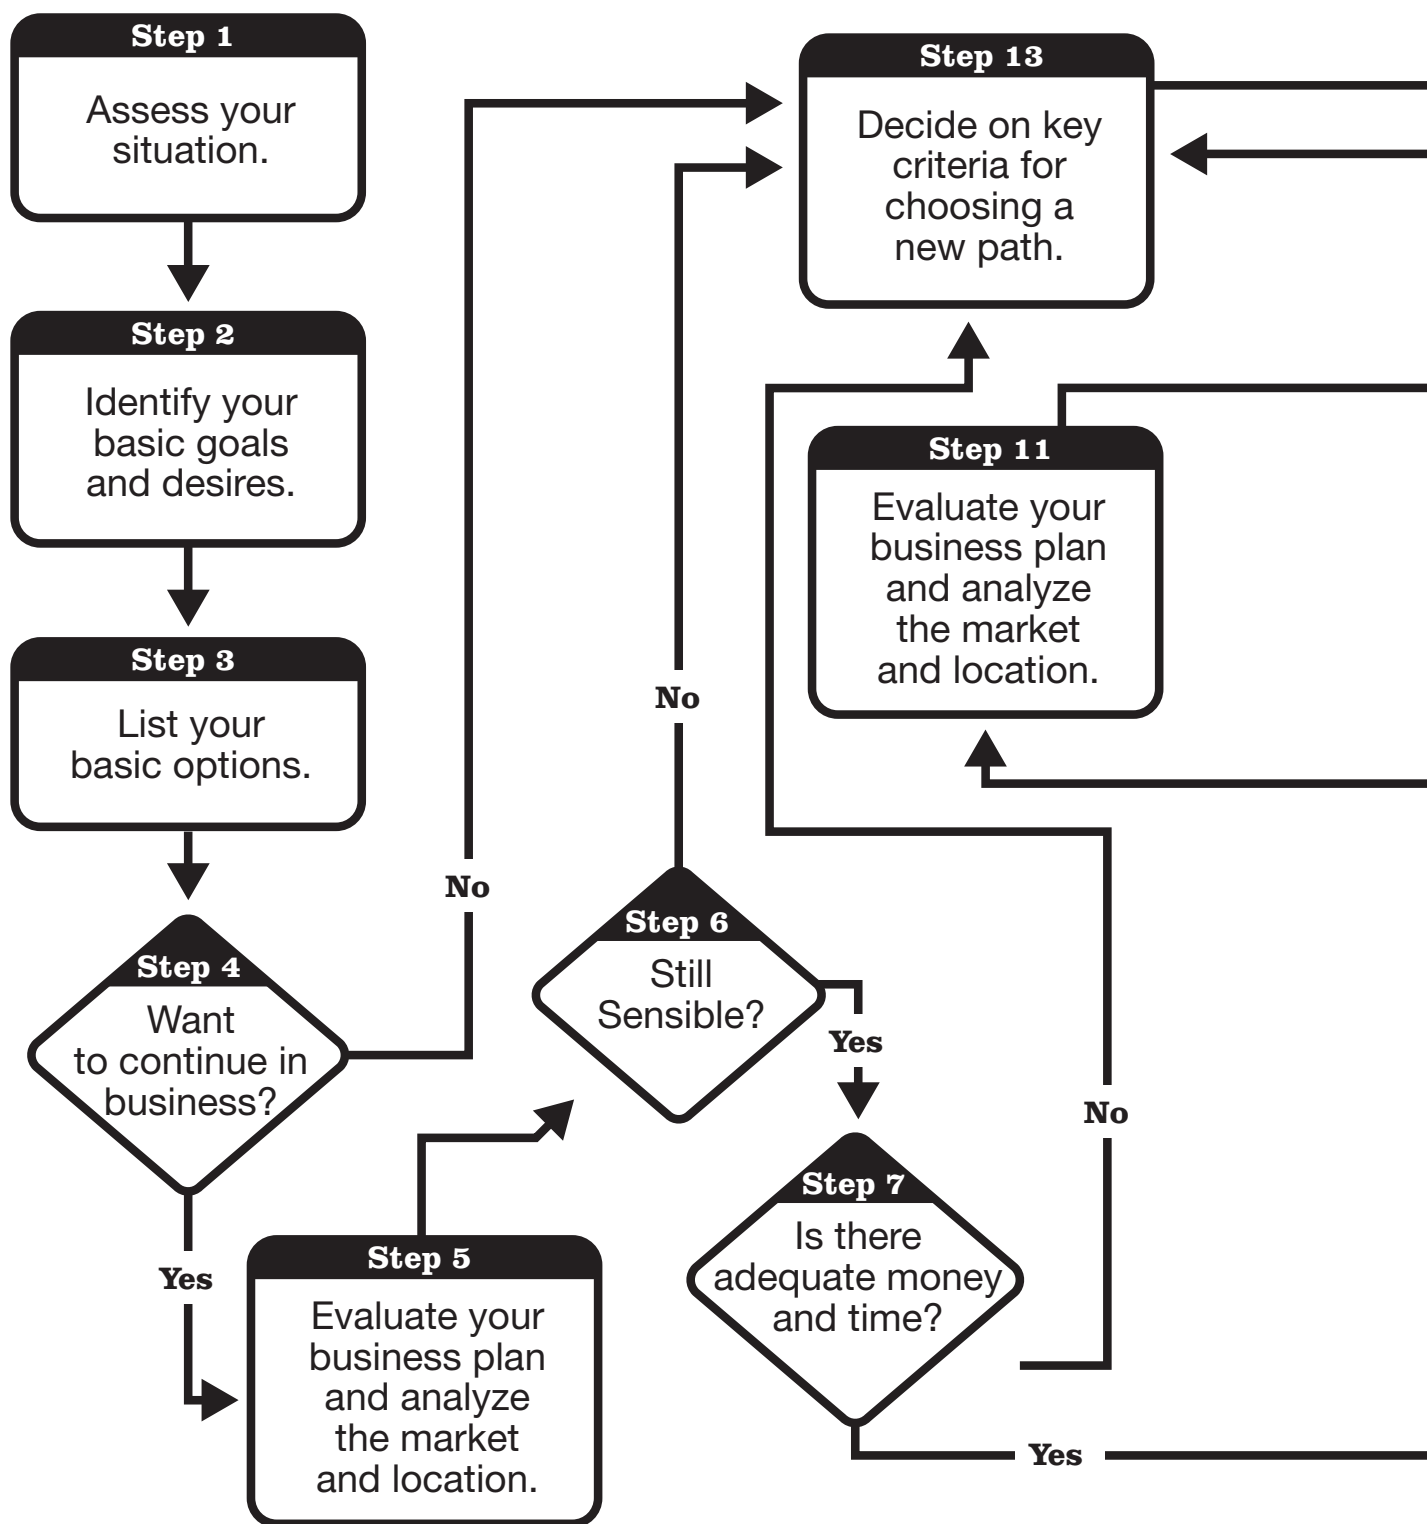 Step 1
Assess your
situation.
Step 2
Identify your
basic goals
and desires.
Step 3
List your
basic options.
Step 4
Want
to continue in
business?
No
Yes
Step 5
Evaluate your
business plan
and analyze
the market
and location.
Step 6
Still
Sensible?
No
Yes
Step 7
Is there
adequate money
and time?
No
Yes
Step 13
Decide on key
criteria for
choosing a
new path.
Step 11
Evaluate your
business plan
and analyze
the market
and location.